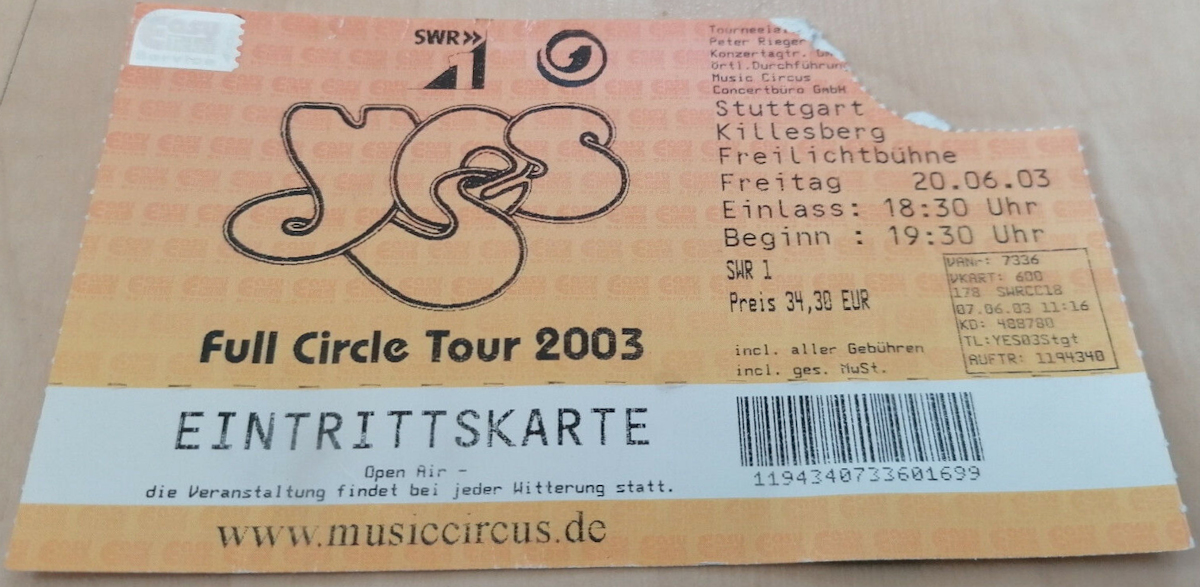 SWR»
1
YES
Full Circle Tour 2003
Peter Rieger
Konzertagtr.
Örtl.Durchführung
Music Circus
Concertbüro GmbH
Stuttgart
Killesberg
Freilichtbühne
Freitag 20.06.03
Einlass: 18:30 Uhr
Beginn : 19:30 Uhr
SWR 1
Preis 34,30 EUR
incl. aller Gebühren
incl. ges. MwSt.
VANr: 7336
VKART: 600
178 SWRCC18
07.06.03 11:16
KD: 488780
TL:YES03Stgt
AUFTR: 1194340
EINTRITTSKARTE
Open Air -
die Veranstaltung findet bei jeder Witterung statt.
1194340733601699
www.musiccircus.de